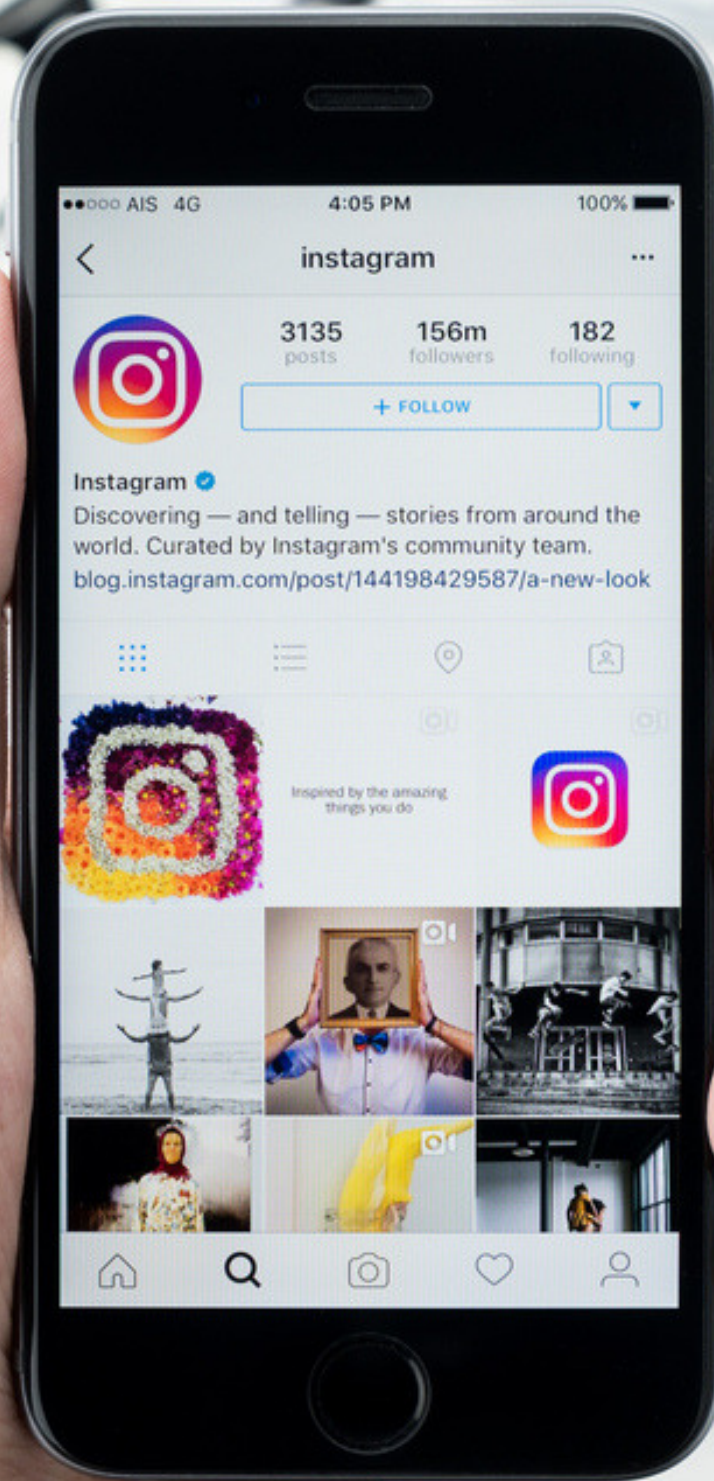 AIS 4G 4:05 PM 100%
instagram
3135 156m 182
posts followers following
+ FOLLOW
Instagram
Discovering — and telling — stories from around the
world. Curated by Instagram's community team.
blog.instagram.com/post/144198429587/a-new-look
Inspired by the amazing
things you do